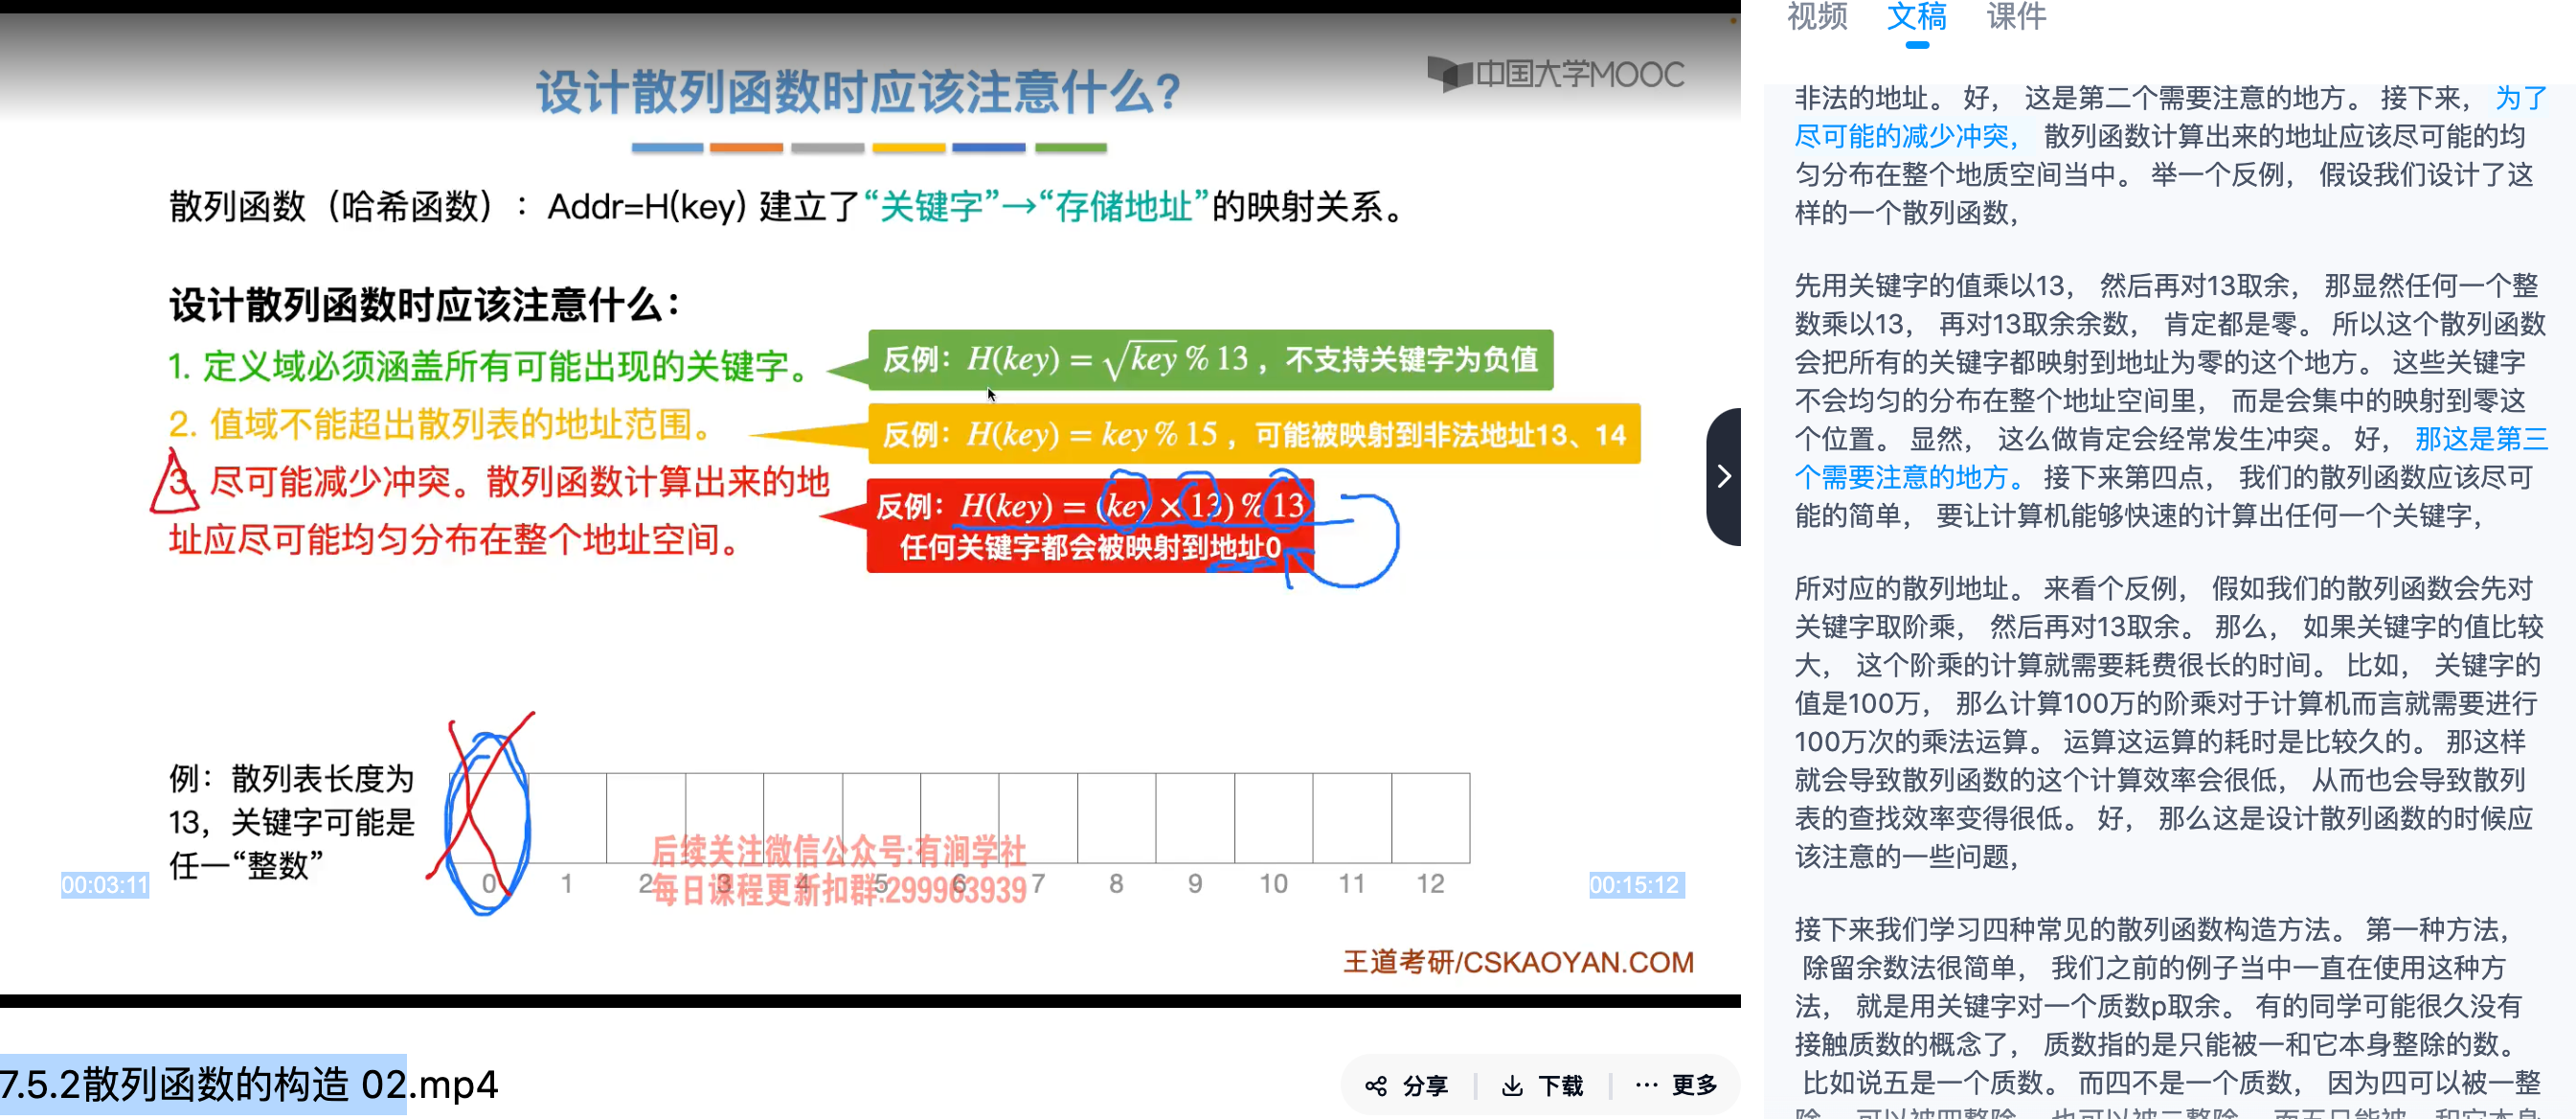 设计散列函数时应该注意什么?
中国大学MOOC
散列函数（哈希函数）：Addr=H(key) 建立了“关键字”→“存储地址”的映射关系。
设计散列函数时应该注意什么：
1. 定义域必须涵盖所有可能出现的关键字。
反例：H(key) = √key % 13，不支持关键字为负值
2. 值域不能超出散列表的地址范围。
反例：H(key) = key % 15，可能被映射到非法地址13、14
3. 尽可能减少冲突。散列函数计算出来的地
址应尽可能均匀分布在整个地址空间。
反例：H(key) = (key × 13) % 13
任何关键字都会被映射到地址0
例：散列表长度为
13，关键字可能是
任一“整数”
0 1 2 3 4 5 6 7 8 9 10 11 12
后续关注微信公众号:有涧学社
每日课程更新扣群:299963939
00:03:11
00:15:12
王道考研/CSKAOYAN.COM
7.5.2散列函数的构造 02.mp4
分享 下载 ··· 更多
视频 文稿 课件
非法的地址。 好， 这是第二个需要注意的地方。 接下来， 为了
尽可能的减少冲突， 散列函数计算出来的地址应该尽可能的均
匀分布在整个地质空间当中。 举一个反例， 假设我们设计了这
样的一个散列函数，
先用关键字的值乘以13， 然后再对13取余， 那显然任何一个整
数乘以13， 再对13取余余数， 肯定都是零。 所以这个散列函数
会把所有的关键字都映射到地址为零的这个地方。 这些关键字
不会均匀的分布在整个地址空间里， 而是会集中的映射到零这
个位置。 显然， 这么做肯定会经常发生冲突。 好， 那这是第三
个需要注意的地方。 接下来第四点， 我们的散列函数应该尽可
能的简单， 要让计算机能够快速的计算出任何一个关键字，
所对应的散列地址。 来看个反例， 假如我们的散列函数会先对
关键字取阶乘， 然后再对13取余。 那么， 如果关键字的值比较
大， 这个阶乘的计算就需要耗费很长的时间。 比如， 关键字的
值是100万， 那么计算100万的阶乘对于计算机而言就需要进行
100万次的乘法运算。 运算这运算的耗时是比较久的。 那这样
就会导致散列函数的这个计算效率会很低， 从而也会导致散列
表的查找效率变得很低。 好， 那么这是设计散列函数的时候应
该注意的一些问题，
接下来我们学习四种常见的散列函数构造方法。 第一种方法，
除留余数法很简单， 我们之前的例子当中一直在使用这种方
法， 就是用关键字对一个质数p取余。 有的同学可能很久没有
接触质数的概念了， 质数指的是只能被一和它本身整除的数。
比如说五是一个质数。 而四不是一个质数， 因为四可以被一整